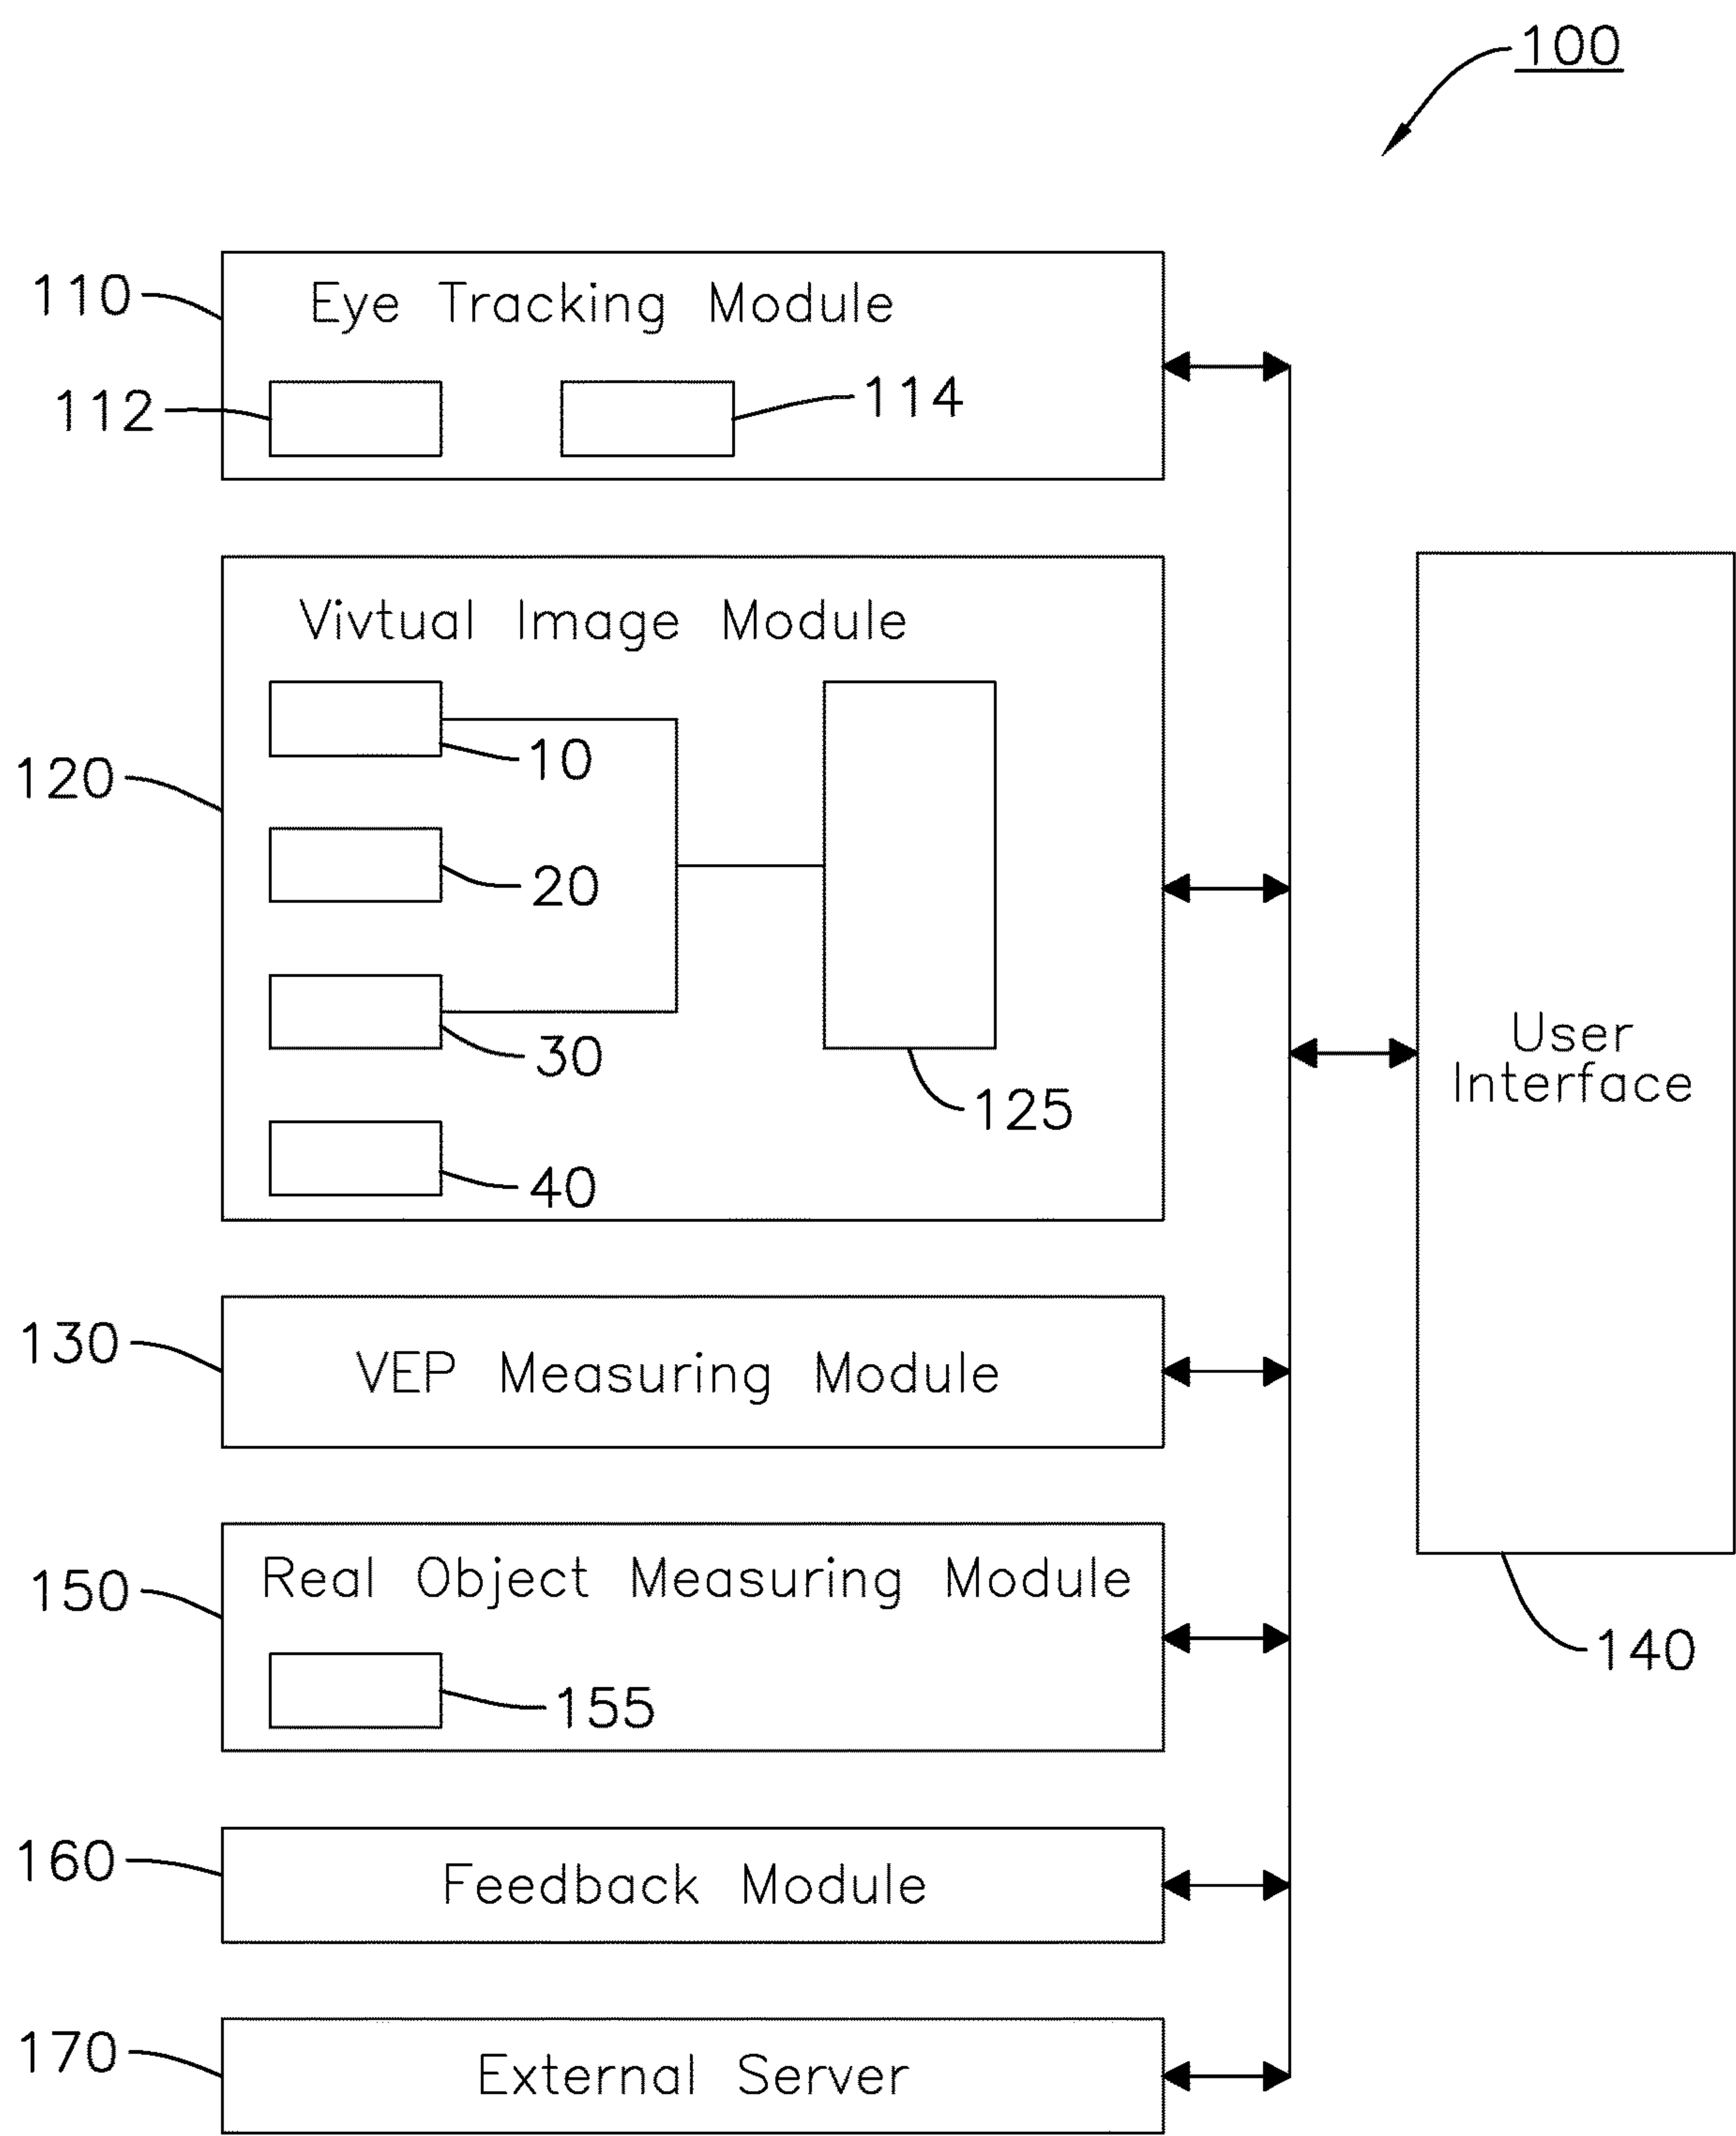 100
110
Eye Tracking Module
112
114
Vivtual Image Module
10
120
20
30
125
40
User
Interface
130
VEP Measuring Module
150
Real Object Measuring Module
155
140
160
Feedback Module
170
External Server